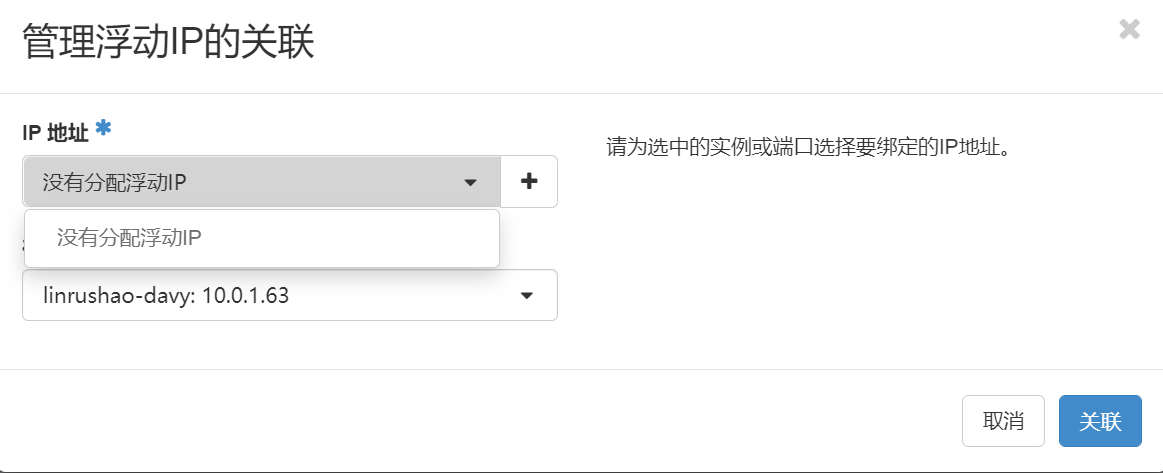 管理浮动IP的关联
IP 地址
请为选中的实例或端口选择要绑定的IP地址。
没有分配浮动IP
没有分配浮动IP
linrushao-davy: 10.0.1.63
取消
关联